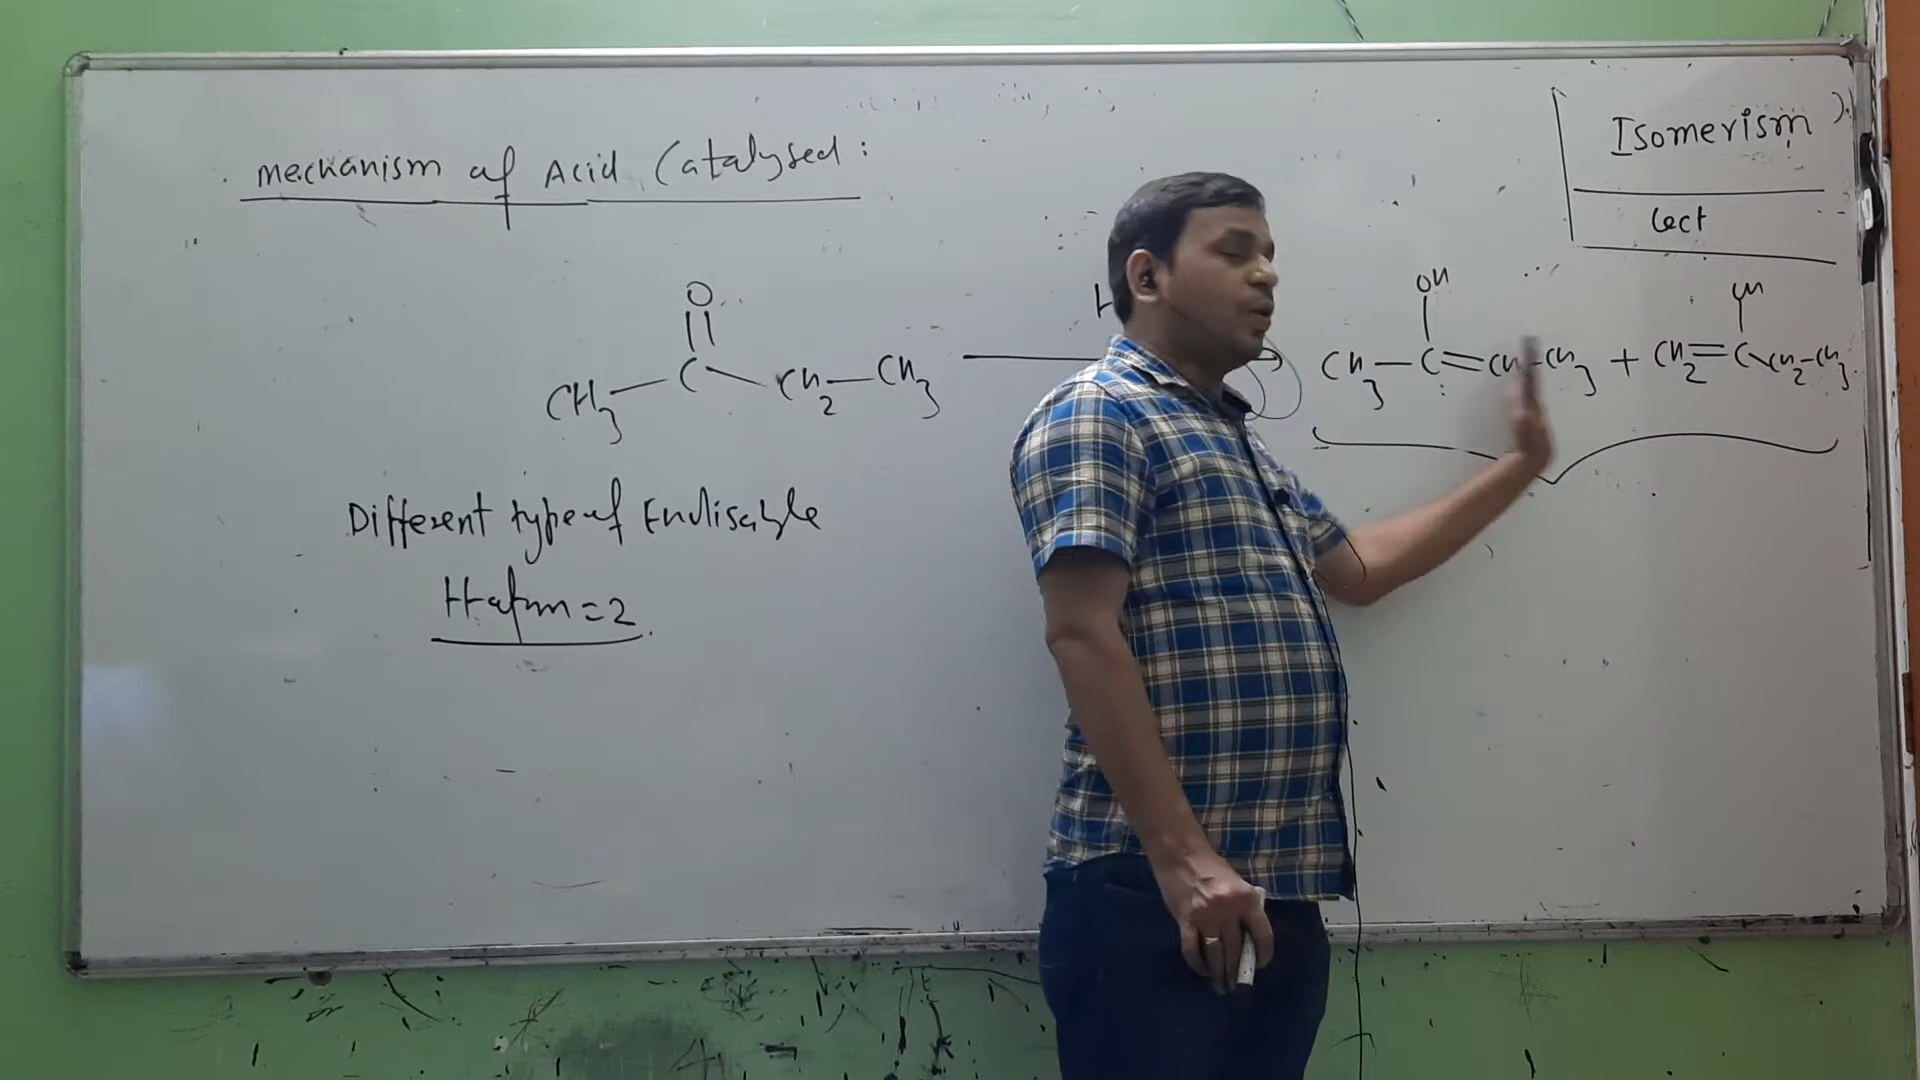 Isomerism
Lect
mechanism of Acid Catalysed:
O
CH3—C—CH2—CH3
H
OH
CH3—C=CH-CH3 + CH2=C-CH2-CH3
OH
Different type of Enolisable
H atom = 2